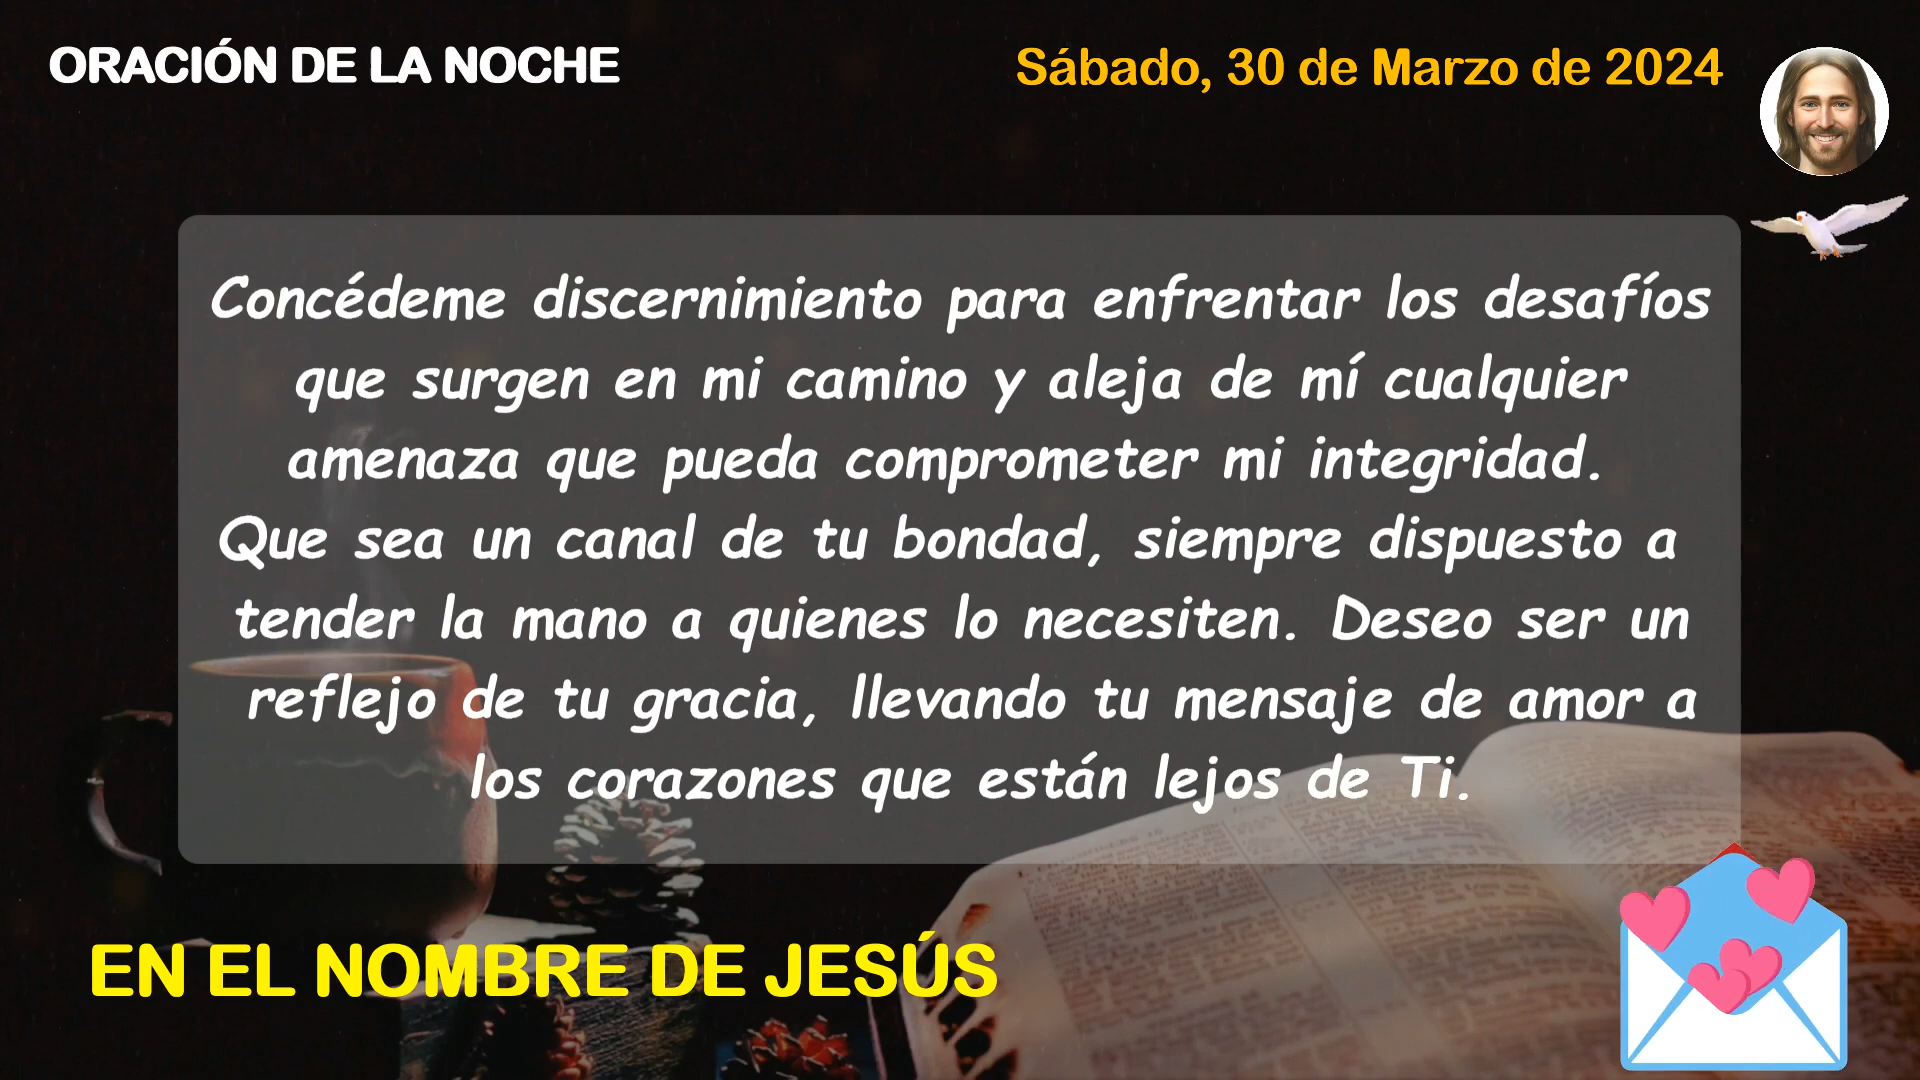 ORACIÓN DE LA NOCHE
Sábado, 30 de Marzo de 2024
Concédeme discernimiento para enfrentar los desafíos
que surgen en mi camino y aleja de mí cualquier
amenaza que pueda comprometer mi integridad.
Que sea un canal de tu bondad, siempre dispuesto a
tender la mano a quienes lo necesiten. Deseo ser un
reflejo de tu gracia, llevando tu mensaje de amor a
los corazones que están lejos de Ti.
EN EL NOMBRE DE JESÚS